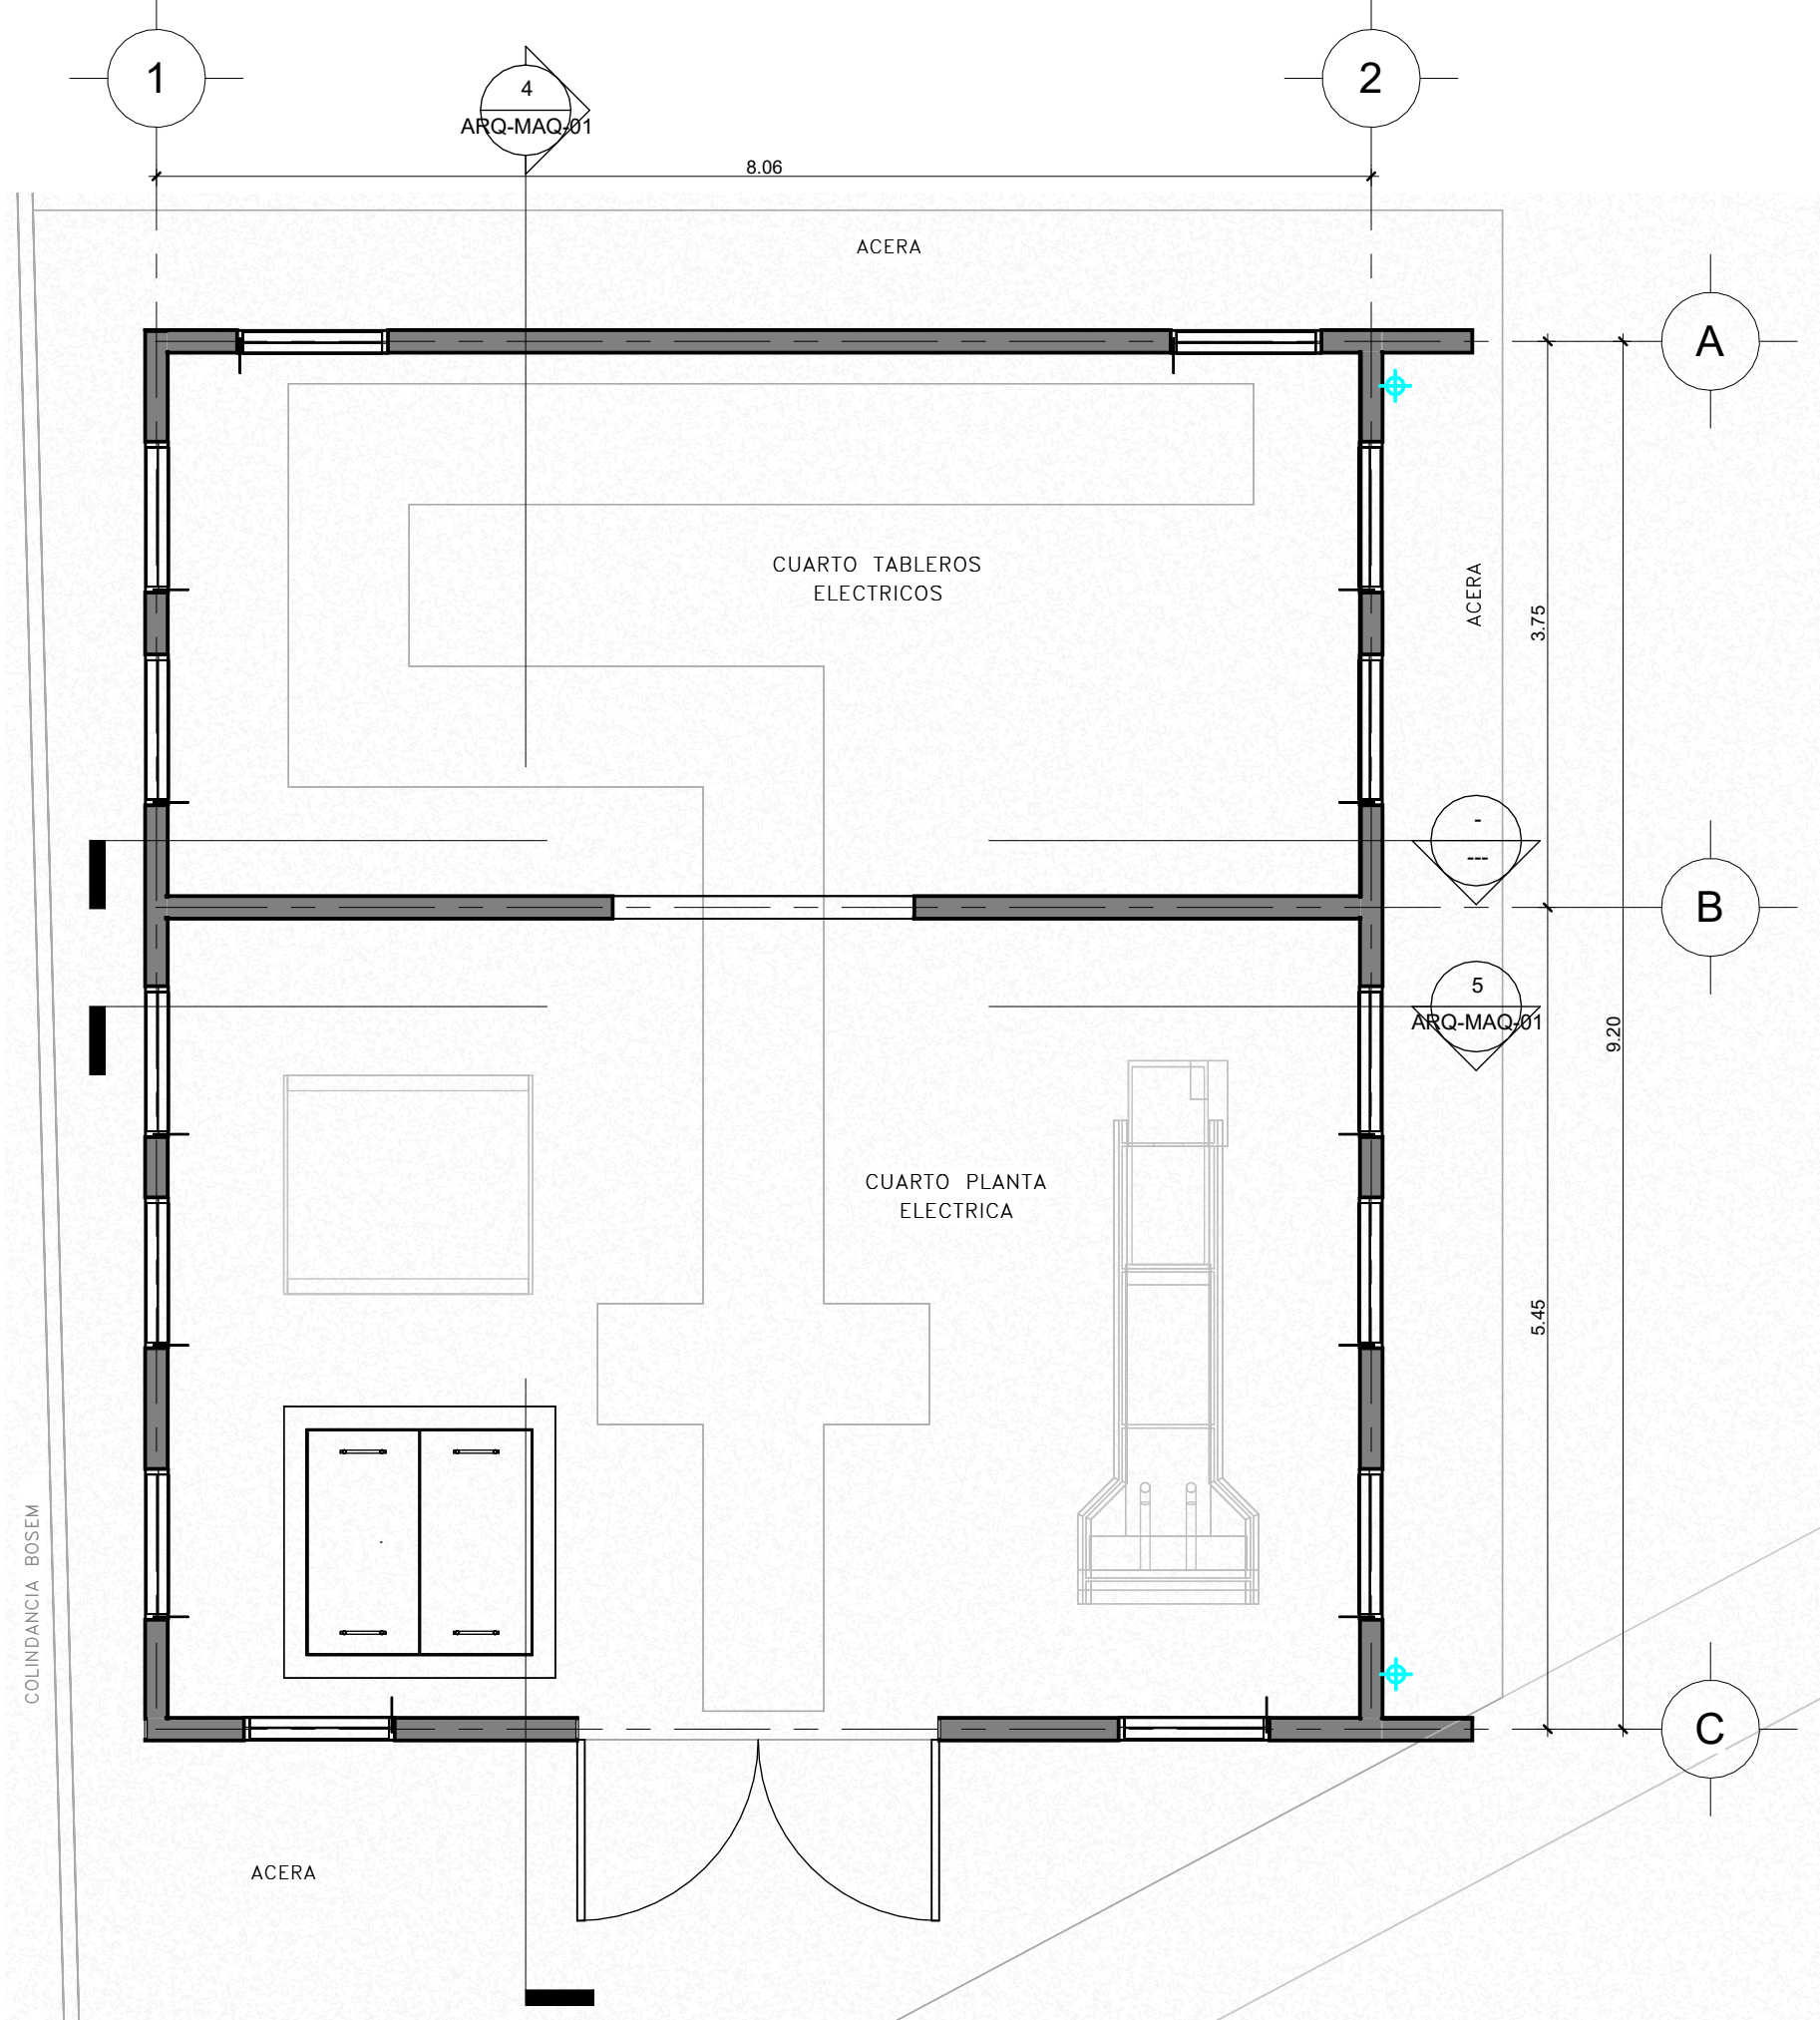 1
2
4
ARQ-MAQ-01
8.06
ACERA
A
CUARTO TABLEROS
ELECTRICOS
ACERA
3.75
-
---
B
5
ARQ-MAQ-01
9.20
CUARTO PLANTA
ELECTRICA
5.45
COLINDANCIA BOSEM
C
ACERA